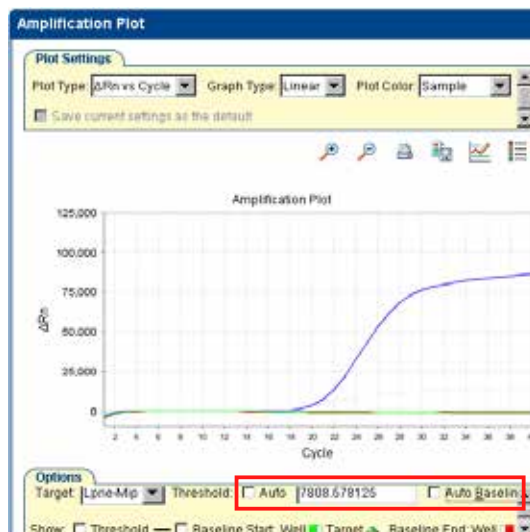 Amplification Plot
Plot Settings
Plot Type: ΔRn vs Cycle Graph Type: Linear Plot Color: Sample
Save current settings as the default
Amplification Plot
125,000
100,000
75,000
50,000
25,000
0
ΔRn
2 4 6 8 10 12 14 16 18 20 22 24 26 28 30 32 34 36 38
Cycle
Options
Target: Lpne-Mip Threshold: Auto 7808.578125 Auto Baseline
Show: Threshold Baseline Start: Well Target Baseline End: Well